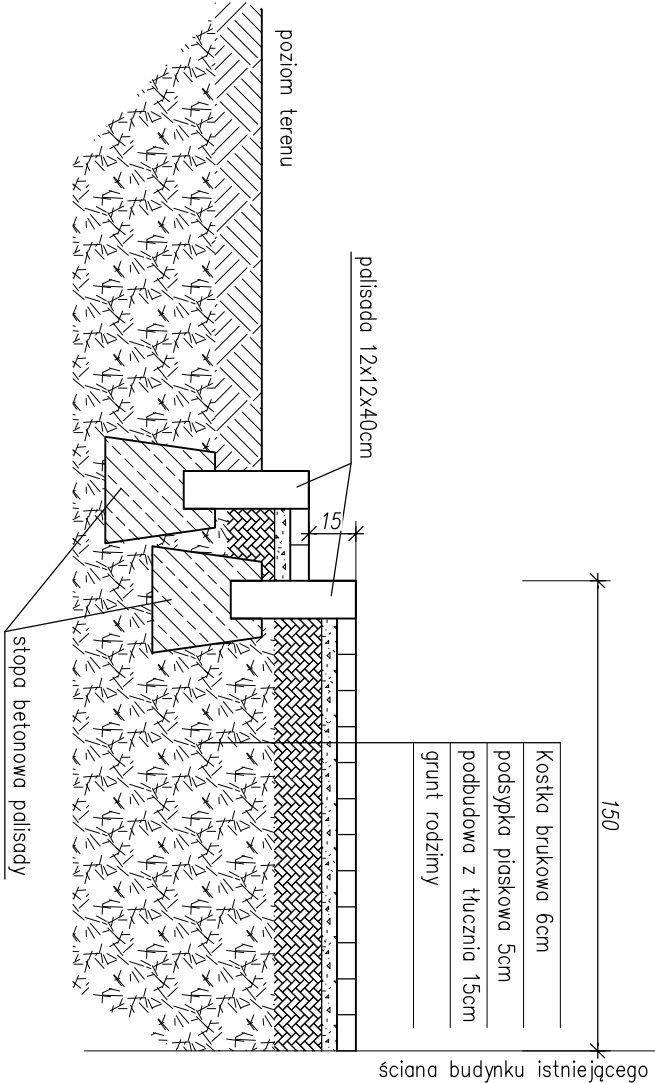 poziom terenu
palisada 12x12x40cm
15
150
Kostka brukowa 6cm
podsypka piaskowa 5cm
podbudowa z tłucznia 15cm
grunt rodzimy
stopa betonowa palisady
ściana budynku istniejącego